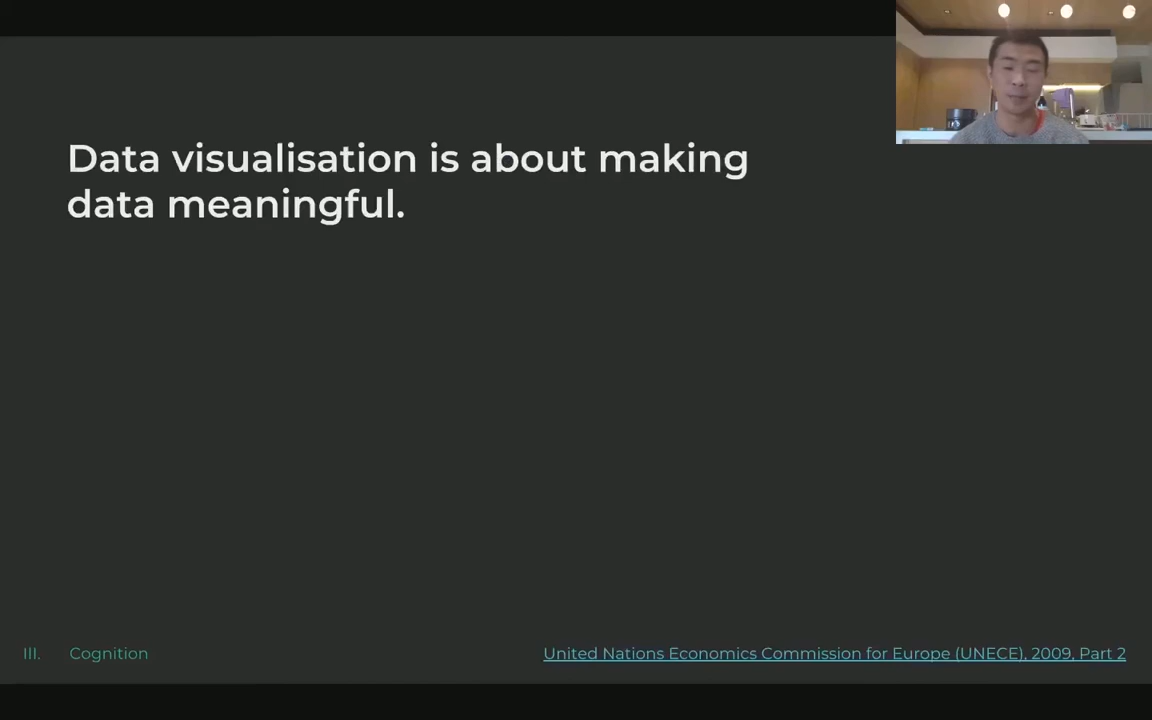 Data visualisation is about making
data meaningful.
III. Cognition
United Nations Economics Commission for Europe (UNECE), 2009, Part 2